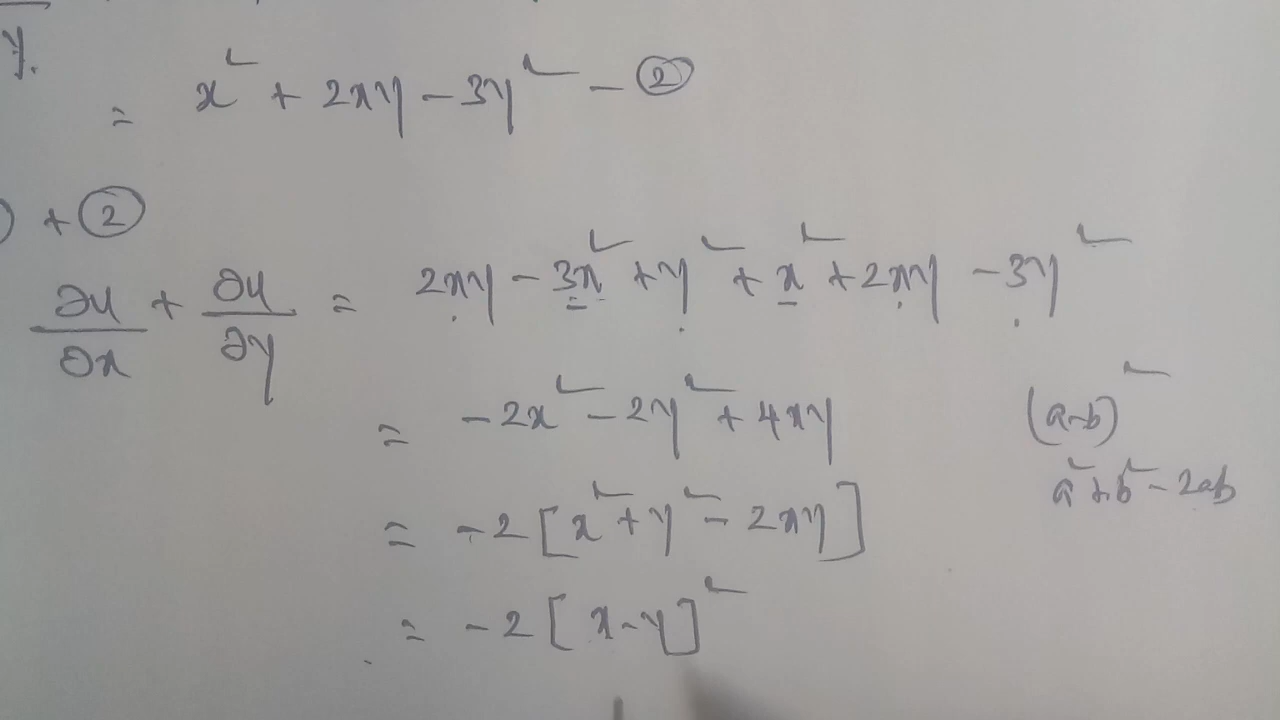 y.
= x² + 2xy - 3y² - ②
) + ②
∂u/∂x + ∂u/∂y = 2xy - 3x² + y² + x² + 2xy - 3y²
= -2x² - 2y² + 4xy
(a-b)²
= -2[x² + y² - 2xy]
a² + b² - 2ab
= -2[x-y]²